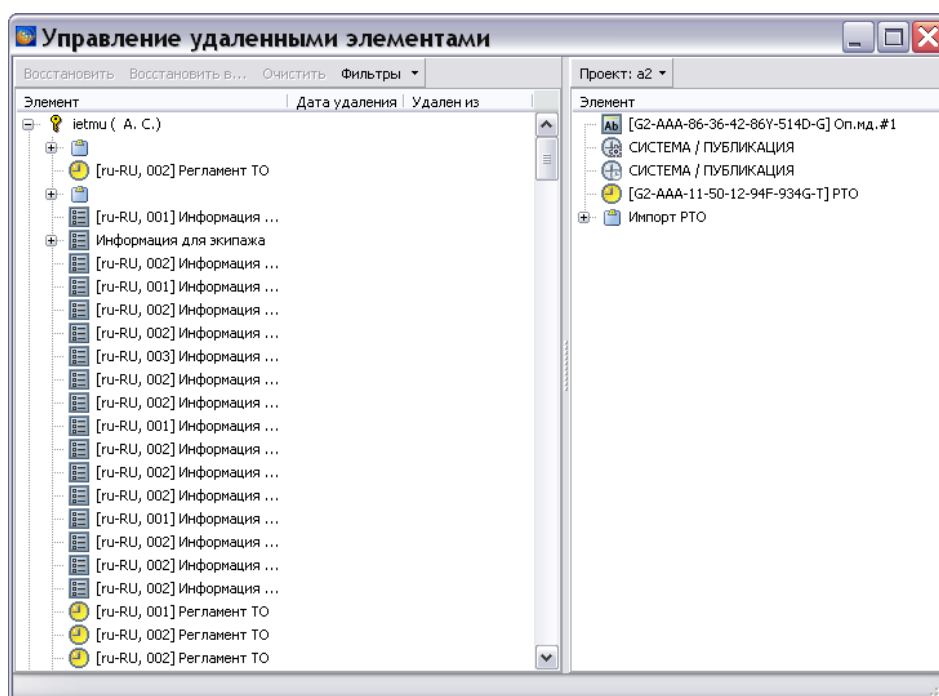 Управление удаленными элементами
Восстановить Восстановить в... Очистить Фильтры
Элемент Дата удаления Удален из
ietmu ( А. С.)
[ru-RU, 002] Регламент ТО
[ru-RU, 001] Информация ...
Информация для экипажа
[ru-RU, 002] Информация ...
[ru-RU, 001] Информация ...
[ru-RU, 002] Информация ...
[ru-RU, 002] Информация ...
[ru-RU, 003] Информация ...
[ru-RU, 002] Информация ...
[ru-RU, 002] Информация ...
[ru-RU, 001] Информация ...
[ru-RU, 002] Информация ...
[ru-RU, 002] Информация ...
[ru-RU, 002] Информация ...
[ru-RU, 001] Информация ...
[ru-RU, 002] Информация ...
[ru-RU, 002] Информация ...
[ru-RU, 002] Информация ...
[ru-RU, 001] Регламент ТО
[ru-RU, 002] Регламент ТО
[ru-RU, 002] Регламент ТО
Проект: a2
Элемент
Ab [G2-AAA-86-36-42-86Y-514D-G] Оп.мд.#1
СИСТЕМА / ПУБЛИКАЦИЯ
СИСТЕМА / ПУБЛИКАЦИЯ
[G2-AAA-11-50-12-94F-934G-T] РТО
Импорт РТО